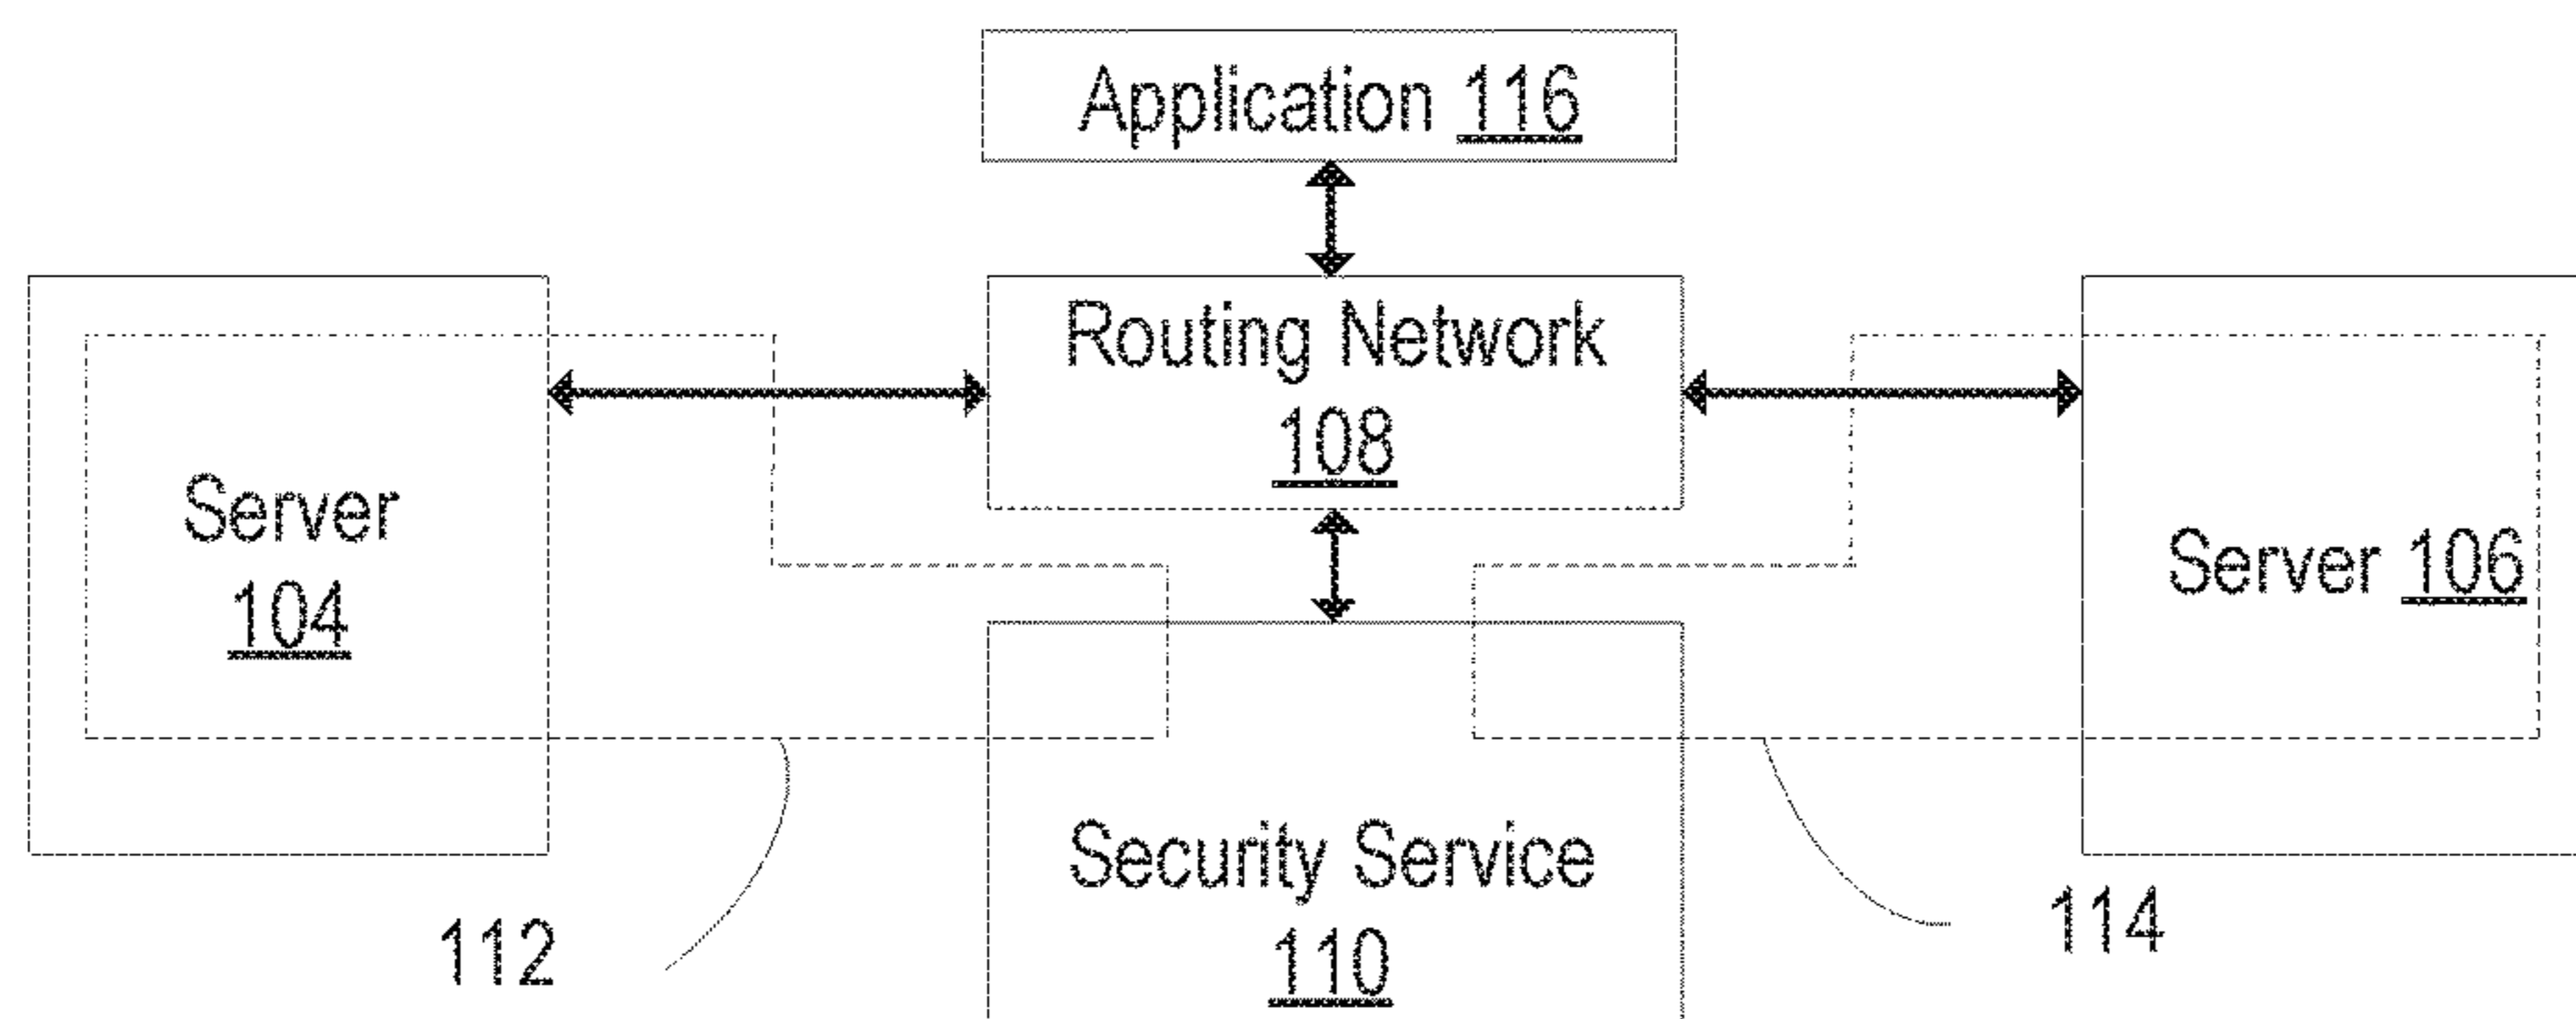 Application 116
Routing Network
108
Server
104
Server 106
Security Service
110
112
114